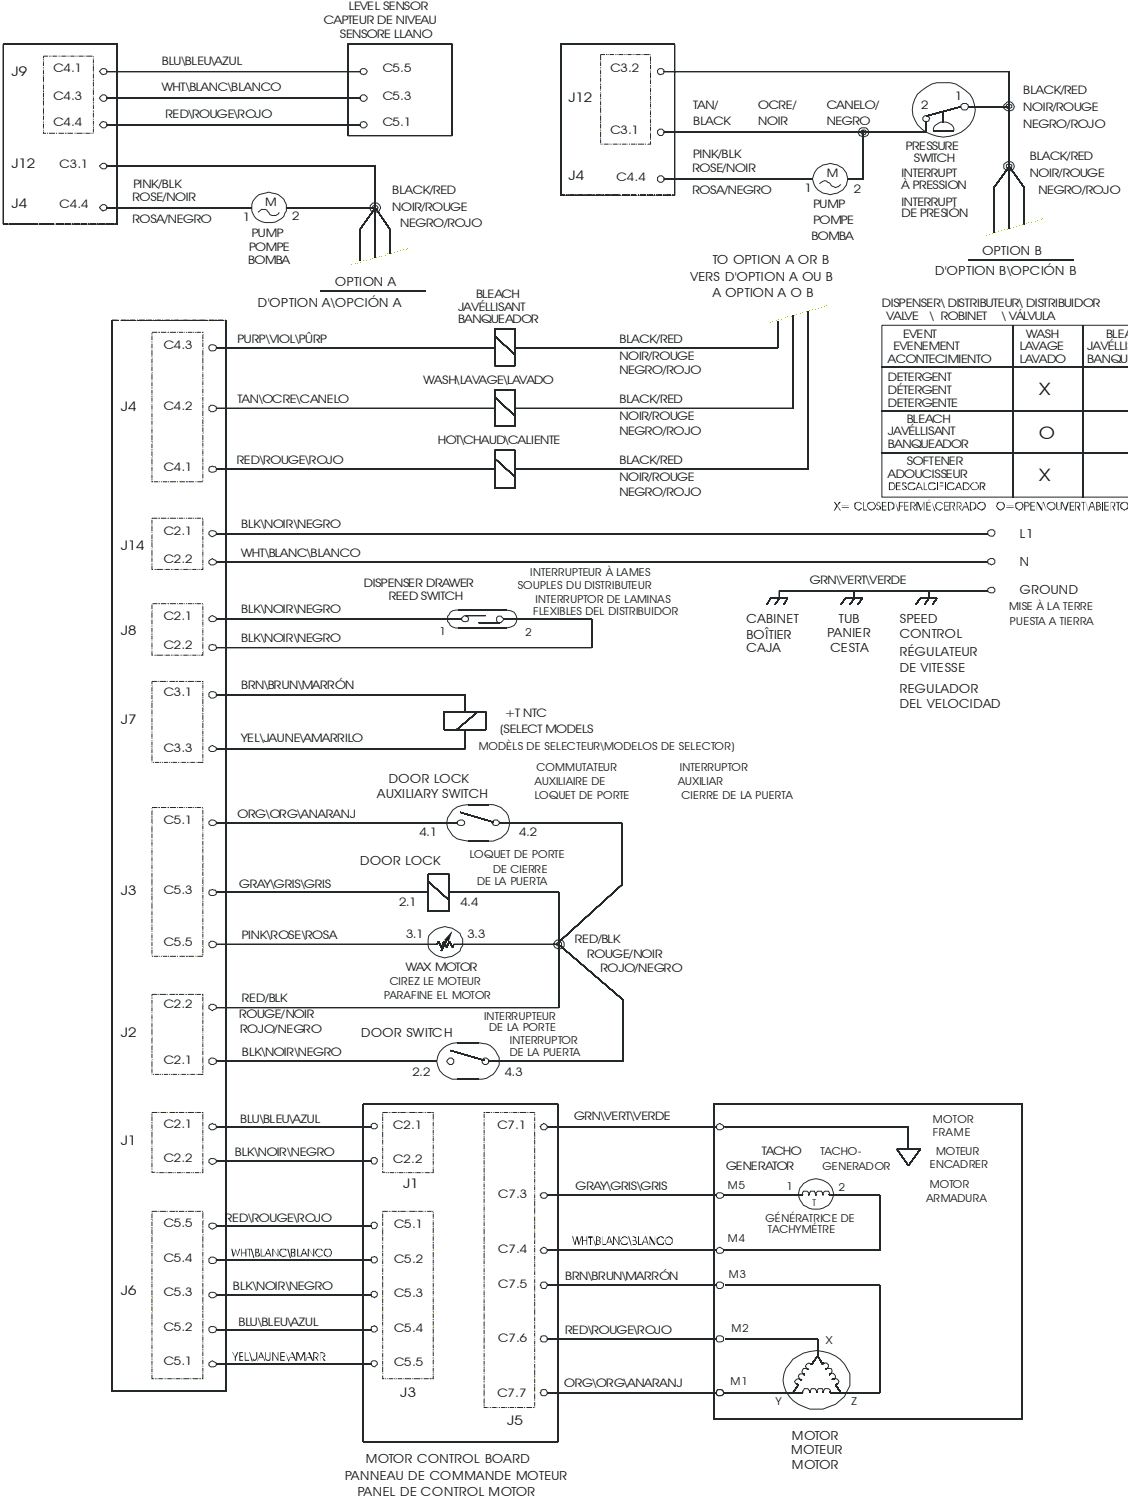 LEVEL SENSOR
CAPTEUR DE NIVEAU
SENSORE LLANO
J9
C4.1
BLU\BLEU\AZUL
C5.5
C4.3
WHT\BLANC\BLANCO
C5.3
C4.4
RED\ROUGE\ROJO
C5.1
J12
C3.1
J4
C4.4
PINK/BLK
ROSE/NOIR
ROSA/NEGRO
M
1
2
PUMP
POMPE
BOMBA
BLACK/RED
NOIR/ROUGE
NEGRO/ROJO
OPTION A
D'OPTION A\OPCIÓN A
C3.2
J12
C3.1
TAN/
BLACK
OCRE/
NOIR
CANELO/
NEGRO
2
1
PRESSURE
SWITCH
INTERRUPT
À PRESSION
INTERRUPT
DE PRESIÓN
BLACK/RED
NOIR/ROUGE
NEGRO/ROJO
BLACK/RED
NOIR/ROUGE
NEGRO/ROJO
J4
C4.4
PINK/BLK
ROSE/NOIR
ROSA/NEGRO
M
1
2
PUMP
POMPE
BOMBA
OPTION B
D'OPTION B\OPCIÓN B
TO OPTION A OR B
VERS D'OPTION A OU B
A OPTION A O B
DISPENSER\ DISTRIBUTEUR\ DISTRIBUIDOR
VALVE \ ROBINET \ VÁLVULA
EVENT
EVENEMENT
ACONTECIMIENTO
WASH
LAVAGE
LAVADO
BLEA
JAVÉLLI
BANQU
DETERGENT
DÉTERGENT
DETERGENTE
X
BLEACH
JAVÉLLISANT
BANQUEADOR
O
SOFTENER
ADOUCISSEUR
DESCALCIFICADOR
X
X= CLOSED\FERMÉ\CERRADO O=OPEN\OUVERT\ABIERTO
J4
C4.3
PURP\VIOL\PÛRP
BLEACH
JAVÉLLISANT
BANQUEADOR
BLACK/RED
NOIR/ROUGE
NEGRO/ROJO
C4.2
TAN\OCRE\CANELO
WASH\LAVAGE\LAVADO
BLACK/RED
NOIR/ROUGE
NEGRO/ROJO
C4.1
RED\ROUGE\ROJO
HOT\CHAUD\CALIENTE
BLACK/RED
NOIR/ROUGE
NEGRO/ROJO
J14
C2.1
BLK\NOIR\NEGRO
L1
C2.2
WHT\BLANC\BLANCO
N
GRN\VERT\VERDE
GROUND
MISE À LA TERRE
PUESTA A TIERRA
CABINET
BOÎTIER
CAJA
TUB
PANIER
CESTA
SPEED
CONTROL
RÉGULATEUR
DE VITESSE
REGULADOR
DEL VELOCIDAD
J8
C2.1
BLK\NOIR\NEGRO
DISPENSER DRAWER
REED SWITCH
INTERRUPTEUR À LAMES
SOUPLES DU DISTRIBUTEUR
INTERRUPTOR DE LAMINAS
FLEXIBLES DEL DISTRIBUIDOR
1
2
C2.2
BLK\NOIR\NEGRO
J7
C3.1
BRN\BRUN\MARRÓN
+T NTC
(SELECT MODELS
MODÈLS DE SELECTEUR\MODELOS DE SELECTOR)
C3.3
YEL\JAUNE\AMARRILO
DOOR LOCK
AUXILIARY SWITCH
COMMUTATEUR
AUXILIAIRE DE
LOQUET DE PORTE
INTERRUPTOR
AUXILIAR
CIERRE DE LA PUERTA
J3
C5.1
ORG\ORG\ANARANJ
4.1
4.2
DOOR LOCK
LOQUET DE PORTE
DE CIERRE
DE LA PUERTA
C5.3
GRAY\GRIS\GRIS
2.1
4.4
C5.5
PINK\ROSE\ROSA
3.1
3.3
WAX MOTOR
CIREZ LE MOTEUR
PARAFINE EL MOTOR
RED/BLK
ROUGE/NOIR
ROJO/NEGRO
J2
C2.2
RED/BLK
ROUGE/NOIR
ROJO/NEGRO
DOOR SWITCH
INTERRUPTEUR
DE LA PORTE
INTERRUPTOR
DE LA PUERTA
C2.1
BLK\NOIR\NEGRO
2.2
4.3
J1
C2.1
BLU\BLEU\AZUL
C2.1
C2.2
BLK\NOIR\NEGRO
C2.2
J1
J6
C5.5
RED\ROUGE\ROJO
C5.1
C5.4
WHT\BLANC\BLANCO
C5.2
C5.3
BLK\NOIR\NEGRO
C5.3
C5.2
BLU\BLEU\AZUL
C5.4
C5.1
YEL\JAUNE\AMARR
C5.5
J3
C7.1
GRN\VERT\VERDE
MOTOR
FRAME
MOTEUR
ENCADRER
MOTOR
ARMADURA
TACHO
GENERATOR
TACHO-
GENERADOR
C7.3
GRAY\GRIS\GRIS
M5
1
2
T
GÉNÉRATRICE DE
TACHYMÉTRE
C7.4
WHT\BLANC\BLANCO
M4
C7.5
BRN\BRUN\MARRÓN
M3
C7.6
RED\ROUGE\ROJO
M2
X
C7.7
ORG\ORG\ANARANJ
M1
Y
Z
J5
MOTOR
MOTEUR
MOTOR
MOTOR CONTROL BOARD
PANNEAU DE COMMANDE MOTEUR
PANEL DE CONTROL MOTOR